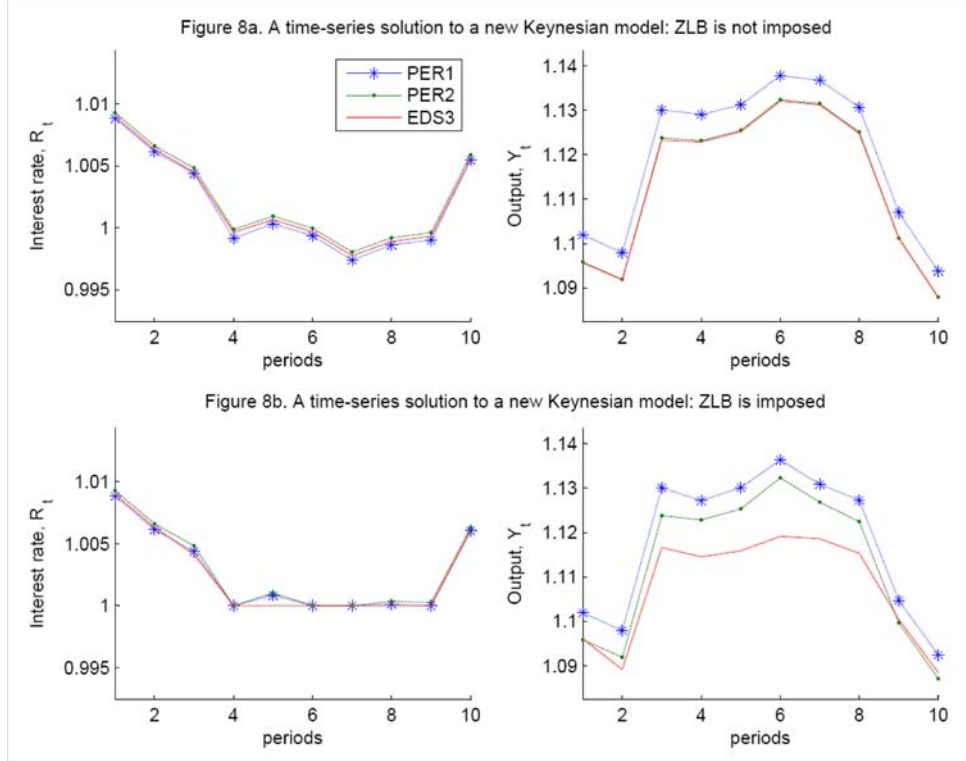 Figure 8a. A time-series solution to a new Keynesian model: ZLB is not imposed
PER1
PER2
EDS3
Interest rate, R_t
1.01
1.005
1
0.995
2 4 6 8 10
periods
Output, Y_t
1.14
1.13
1.12
1.11
1.1
1.09
2 4 6 8 10
periods
Figure 8b. A time-series solution to a new Keynesian model: ZLB is imposed
Interest rate, R_t
1.01
1.005
1
0.995
2 4 6 8 10
periods
Output, Y_t
1.14
1.13
1.12
1.11
1.1
1.09
2 4 6 8 10
periods